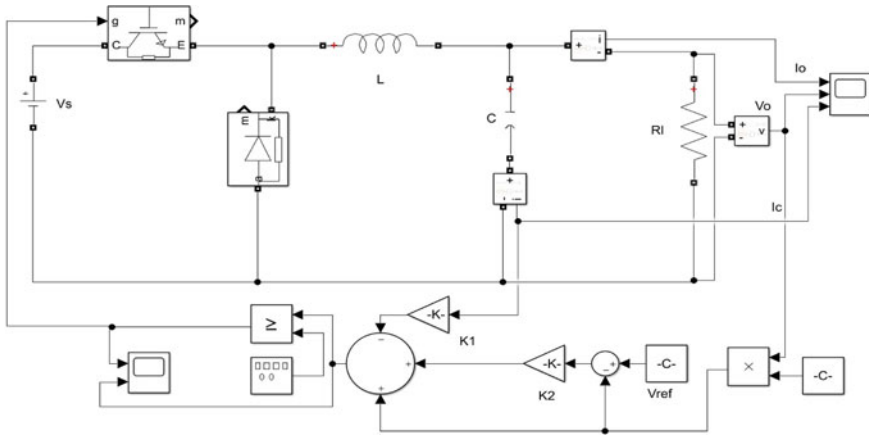 g
m
C
E
Vs
L
m
k
a
C
i
Io
Vo
v
Rl
Ic
≥
-K-
K1
-K-
K2
-C-
Vref
×
-C-